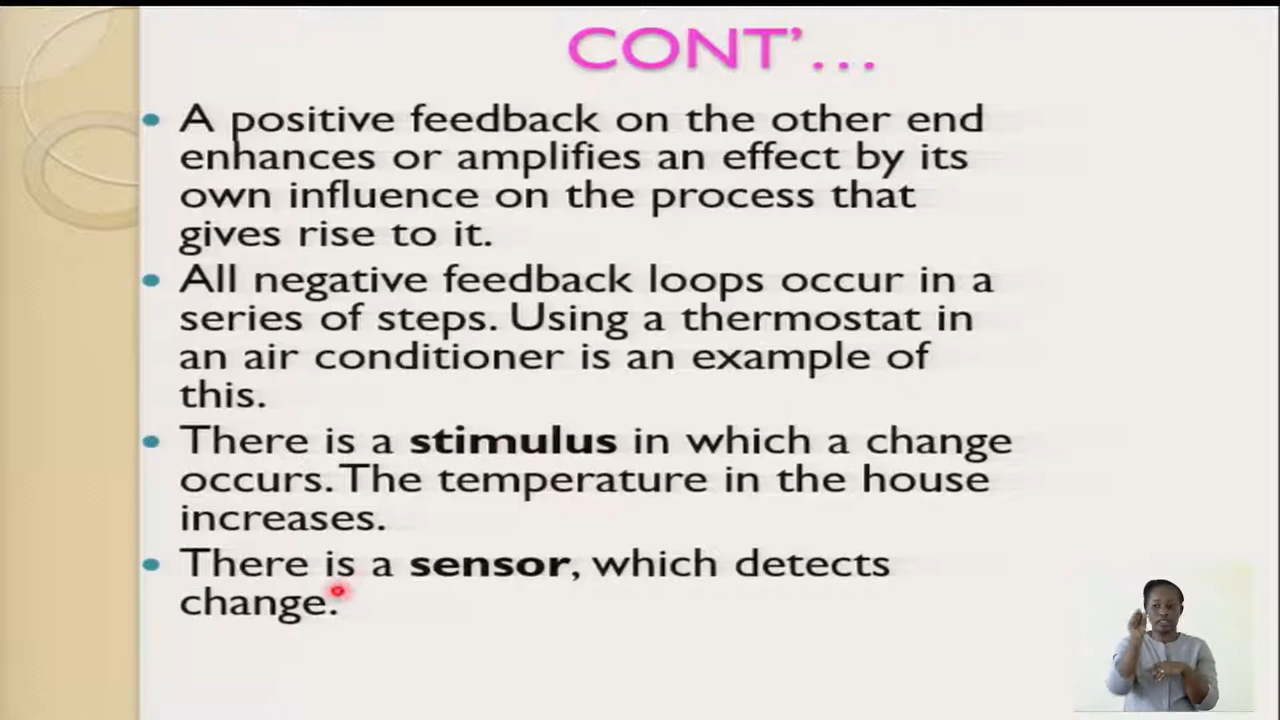 CONT’...
• A positive feedback on the other end
enhances or amplifies an effect by its
own influence on the process that
gives rise to it.
• All negative feedback loops occur in a
series of steps. Using a thermostat in
an air conditioner is an example of
this.
• There is a stimulus in which a change
occurs. The temperature in the house
increases.
• There is a sensor, which detects
change.